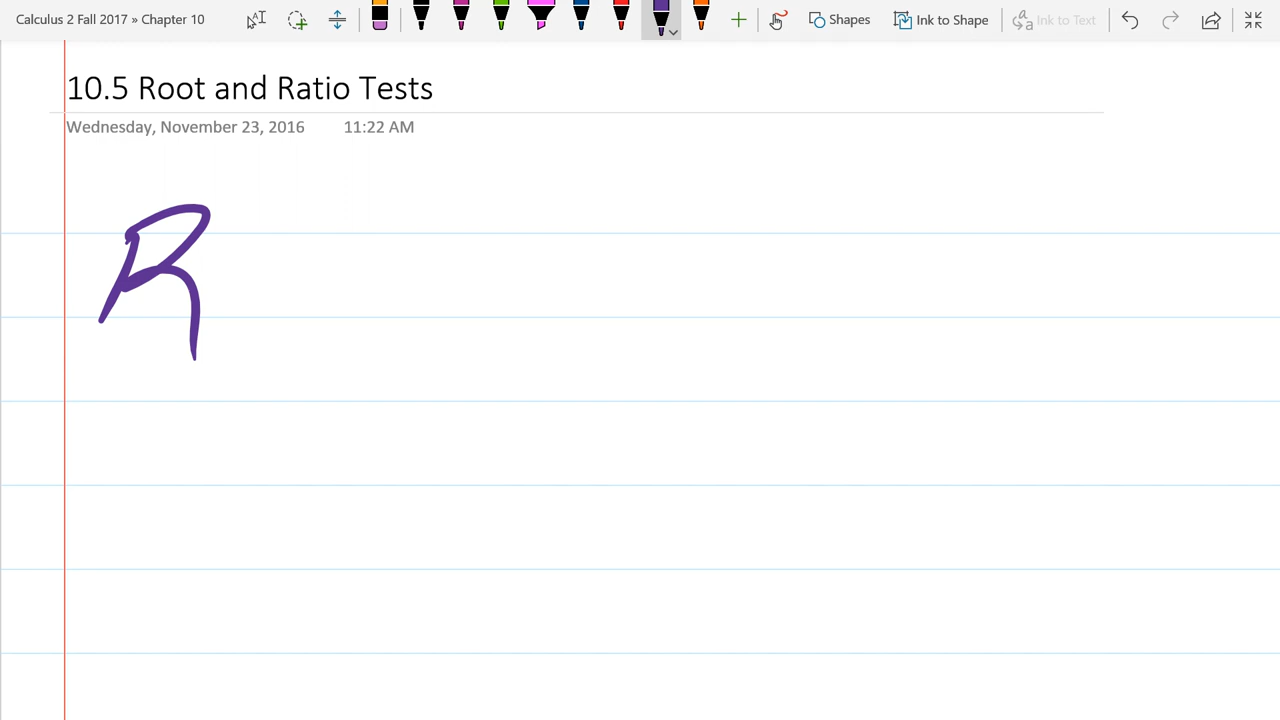 Calculus 2 Fall 2017 » Chapter 10
Shapes
Ink to Shape
Ink to Text
10.5 Root and Ratio Tests
Wednesday, November 23, 2016 11:22 AM
R